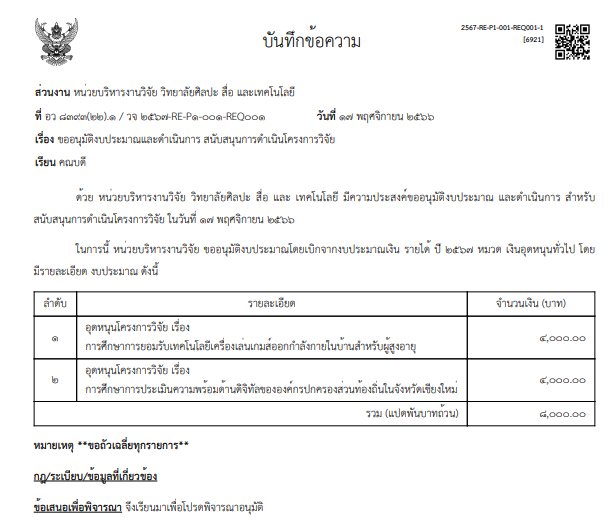 2567-RE-P1-001-REQ001-1
[6921]
บันทึกข้อความ
ส่วนงาน หน่วยบริหารงานวิจัย วิทยาลัยศิลปะ สื่อ และเทคโนโลยี
ที่ อว ๘๓๙๓(๒๒).๑ / วจ ๒๕๖๗-RE-P๑-๐๐๑-REQ๐๐๑ วันที่ ๑๗ พฤศจิกายน ๒๕๖๖
เรื่อง ขออนุมัติงบประมาณและดำเนินการ สนับสนุนการดำเนินโครงการวิจัย
เรียน คณบดี
ด้วย หน่วยบริหารงานวิจัย วิทยาลัยศิลปะ สื่อ และ เทคโนโลยี มีความประสงค์ขออนุมัติงบประมาณ และดำเนินการ สำหรับ
สนับสนุนการดำเนินโครงการวิจัย ในวันที่ ๑๗ พฤศจิกายน ๒๕๖๖
ในการนี้ หน่วยบริหารงานวิจัย ขออนุมัติงบประมาณโดยเบิกจากงบประมาณเงิน รายได้ ปี ๒๕๖๗ หมวด เงินอุดหนุนทั่วไป โดย
มีรายละเอียด งบประมาณ ดังนี้
ลำดับ รายละเอียด จำนวนเงิน (บาท)
๑ อุดหนุนโครงการวิจัย เรื่อง
การศึกษาการยอมรับเทคโนโลยีเครื่องเล่นเกมส์ออกกำลังกายในบ้านสำหรับผู้สูงอายุ ๔,๐๐๐.๐๐
๒ อุดหนุนโครงการวิจัย เรื่อง
การศึกษาการประเมินความพร้อมด้านดิจิทัลขององค์กรปกครองส่วนท้องถิ่นในจังหวัดเชียงใหม่ ๔,๐๐๐.๐๐
รวม (แปดพันบาทถ้วน) ๘,๐๐๐.๐๐
หมายเหตุ **ขอถัวเฉลี่ยทุกรายการ**
กฎ/ระเบียบ/ข้อมูลที่เกี่ยวข้อง
ข้อเสนอเพื่อพิจารณา จึงเรียนมาเพื่อโปรดพิจารณาอนุมัติ